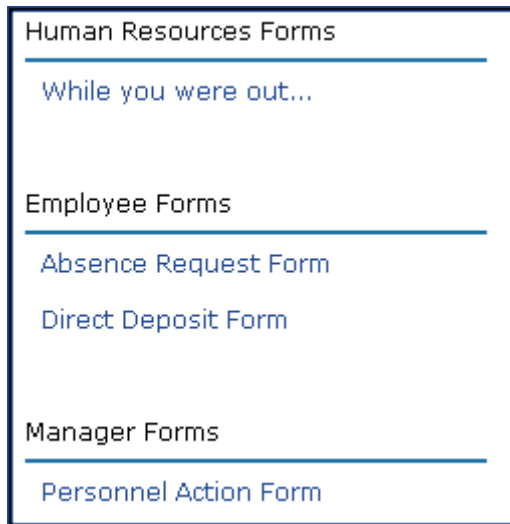 Human Resources Forms
While you were out...
Employee Forms
Absence Request Form
Direct Deposit Form
Manager Forms
Personnel Action Form